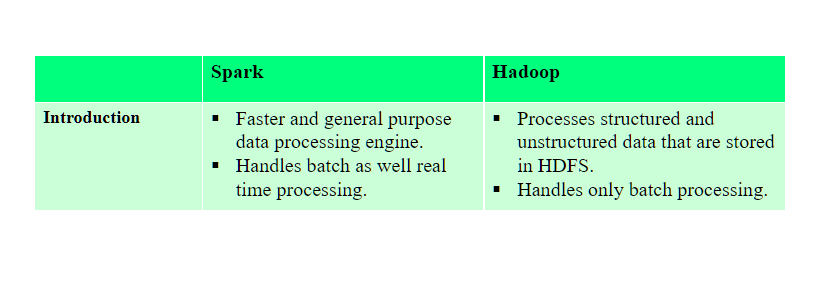 Spark
Hadoop
Introduction
▪ Faster and general purpose
data processing engine.
▪ Handles batch as well real
time processing.
▪ Processes structured and
unstructured data that are stored
in HDFS.
▪ Handles only batch processing.